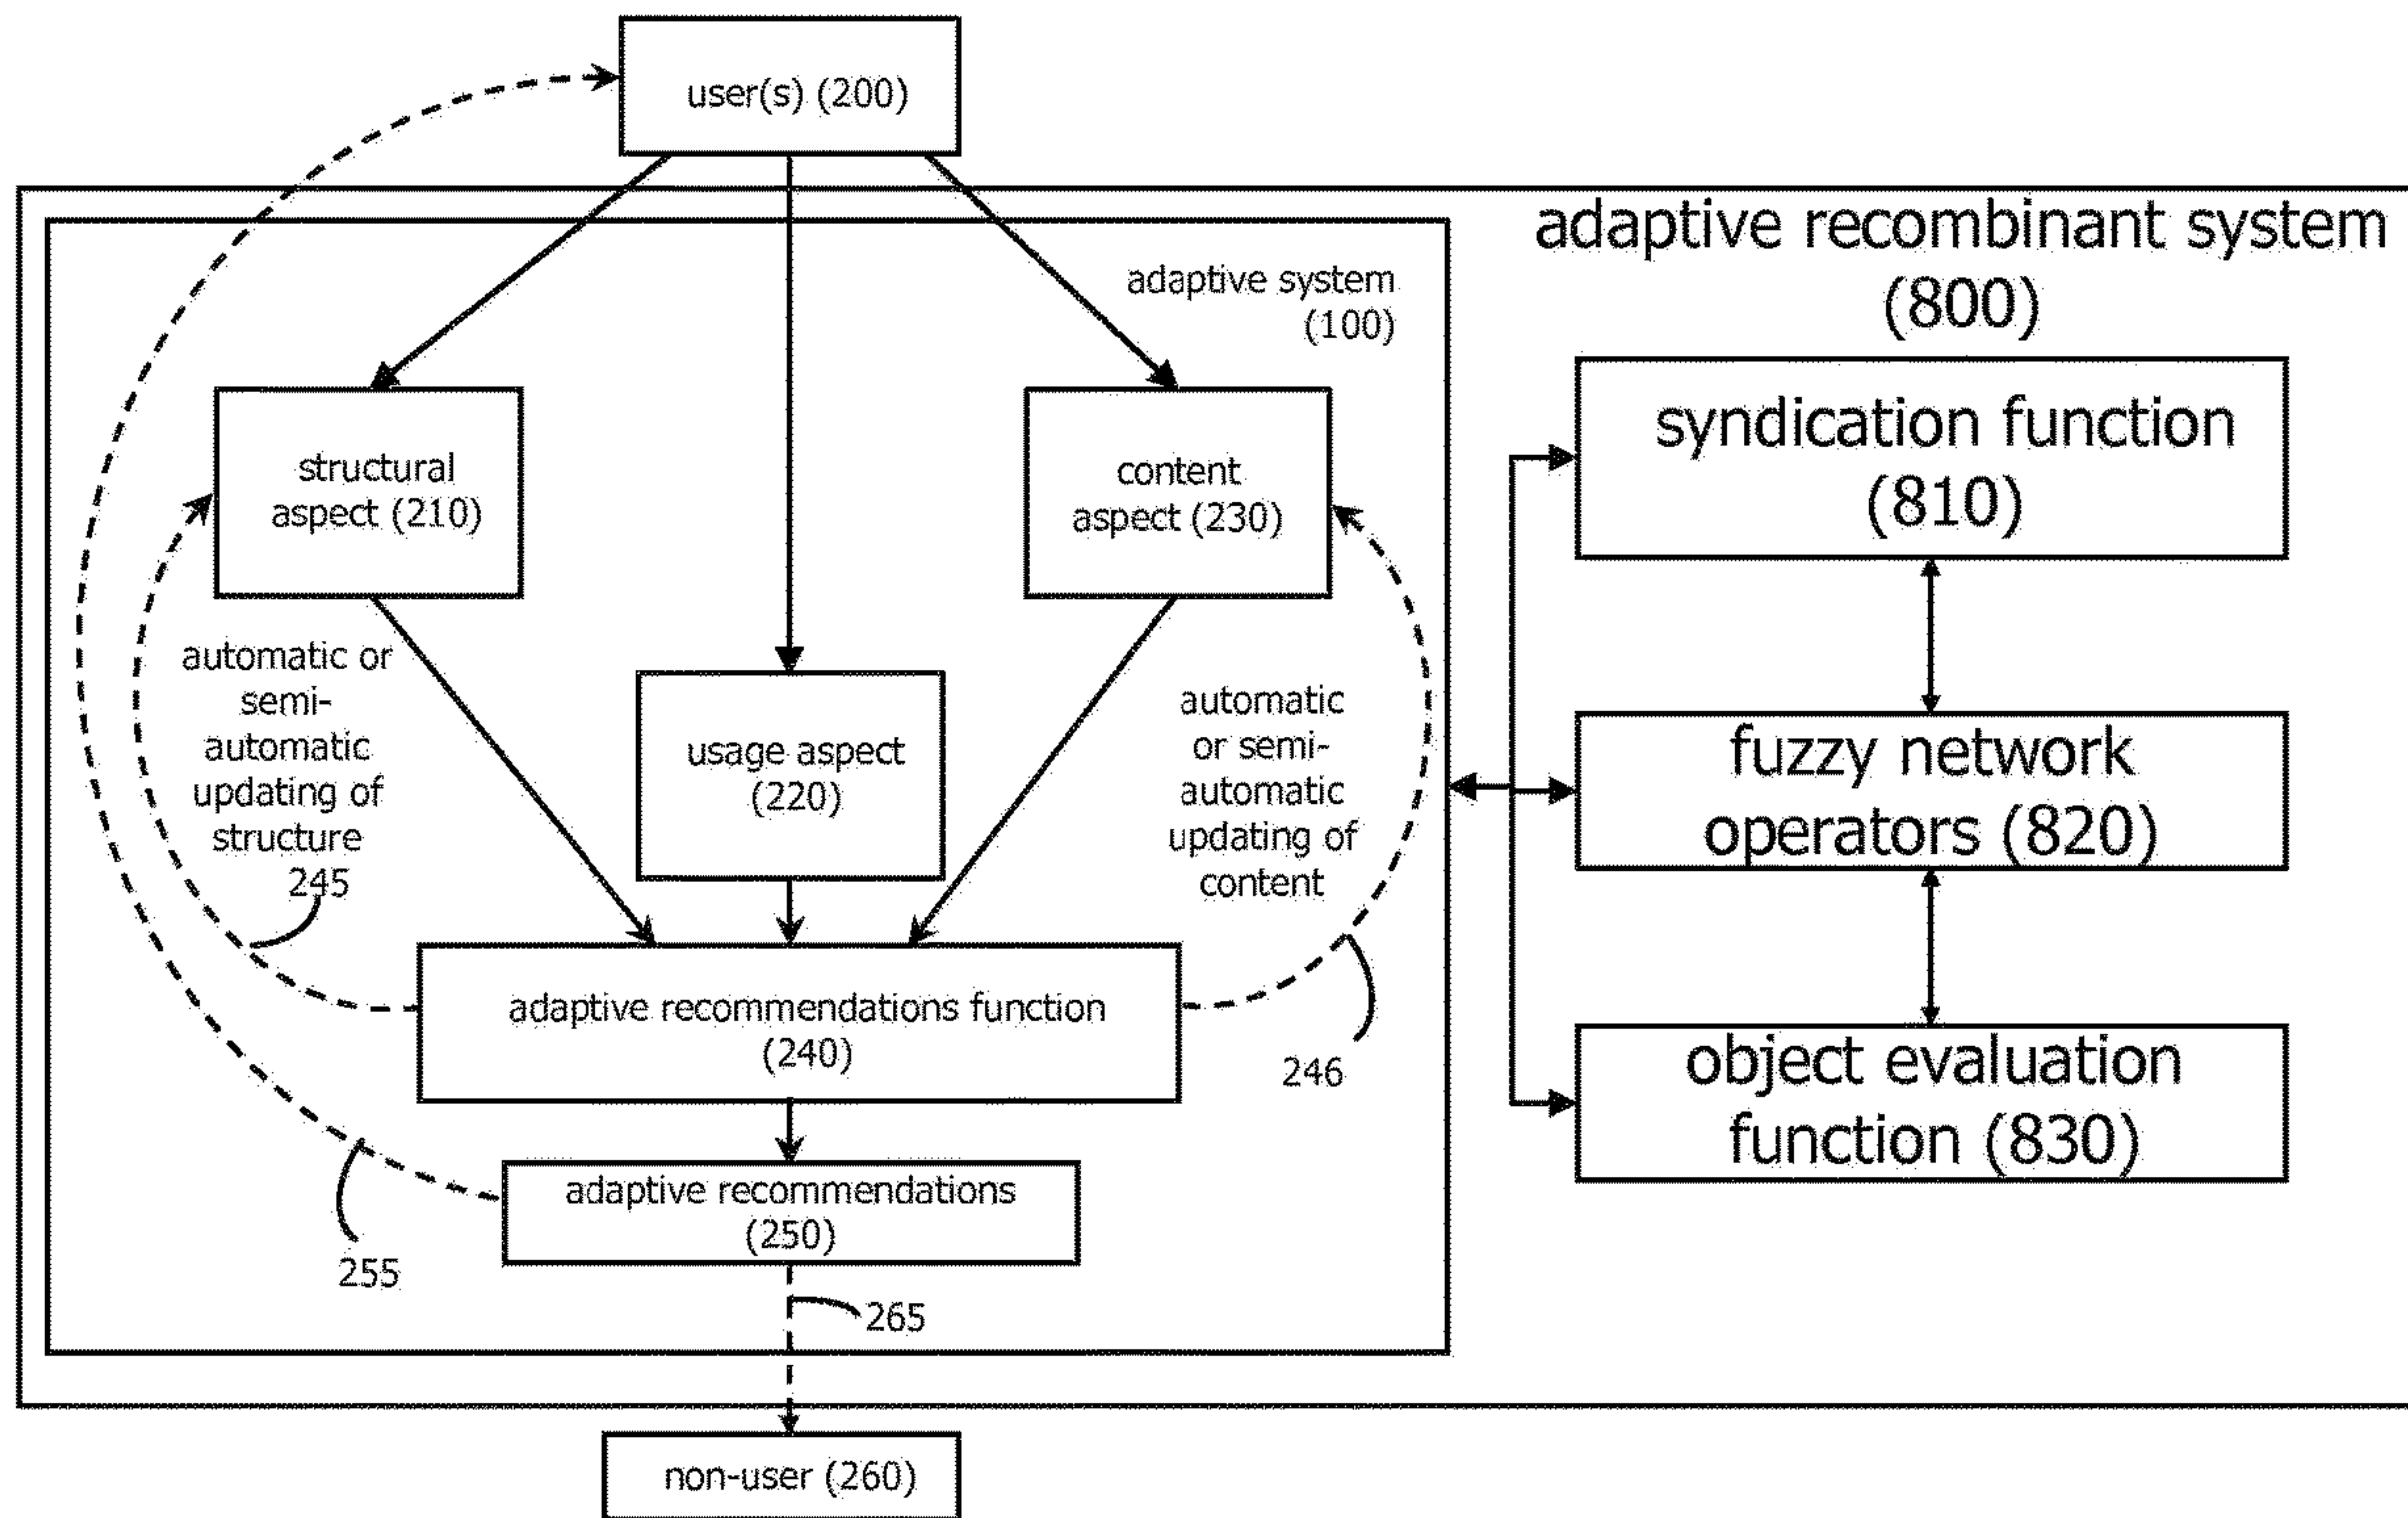 user(s) (200)
adaptive recombinant system
(800)
adaptive system
(100)
structural
aspect (210)
content
aspect (230)
syndication function
(810)
automatic or
semi-
automatic
updating of
structure
245
usage aspect
(220)
automatic
or semi-
automatic
updating of
content
246
fuzzy network
operators (820)
adaptive recommendations function
(240)
object evaluation
function (830)
adaptive recommendations
(250)
255
265
non-user (260)